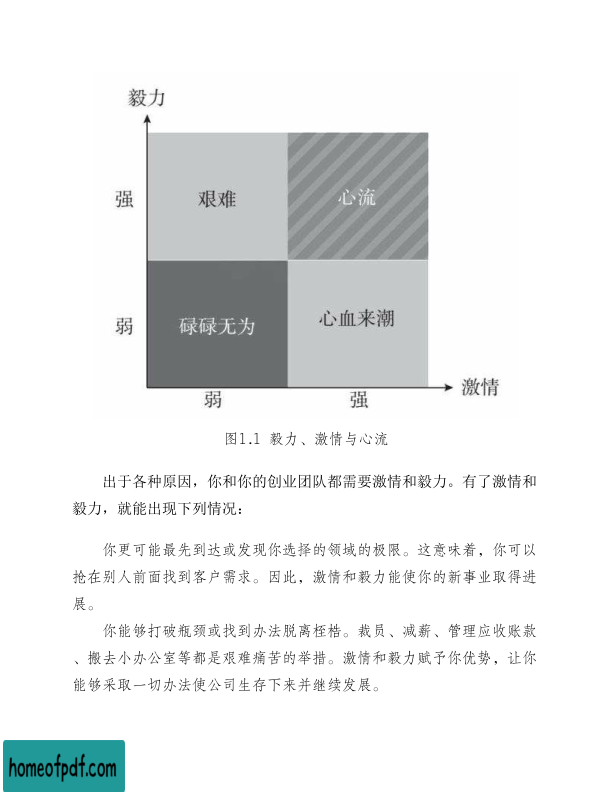 毅力
强
艰难
心流
弱
碌碌无为
心血来潮
激情
弱
强
图1.1 毅力、激情与心流
出于各种原因，你和你的创业团队都需要激情和毅力。有了激情和
毅力，就能出现下列情况：
你更可能最先到达或发现你选择的领域的极限。这意味着，你可以
抢在别人前面找到客户需求。因此，激情和毅力能使你的新事业取得进
展。
你能够打破瓶颈或找到办法脱离桎梏。裁员、减薪、管理应收账款
、搬去小办公室等都是艰难痛苦的举措。激情和毅力赋予你优势，让你
能够采取一切办法使公司生存下来并继续发展。
homeofpdf.com